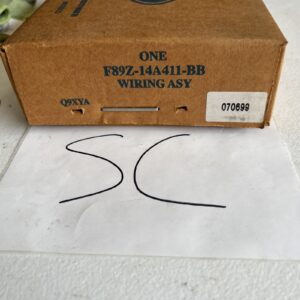 ONE
F89Z-14A411-BB
WIRING ASY
Q9XYA
070699
SC